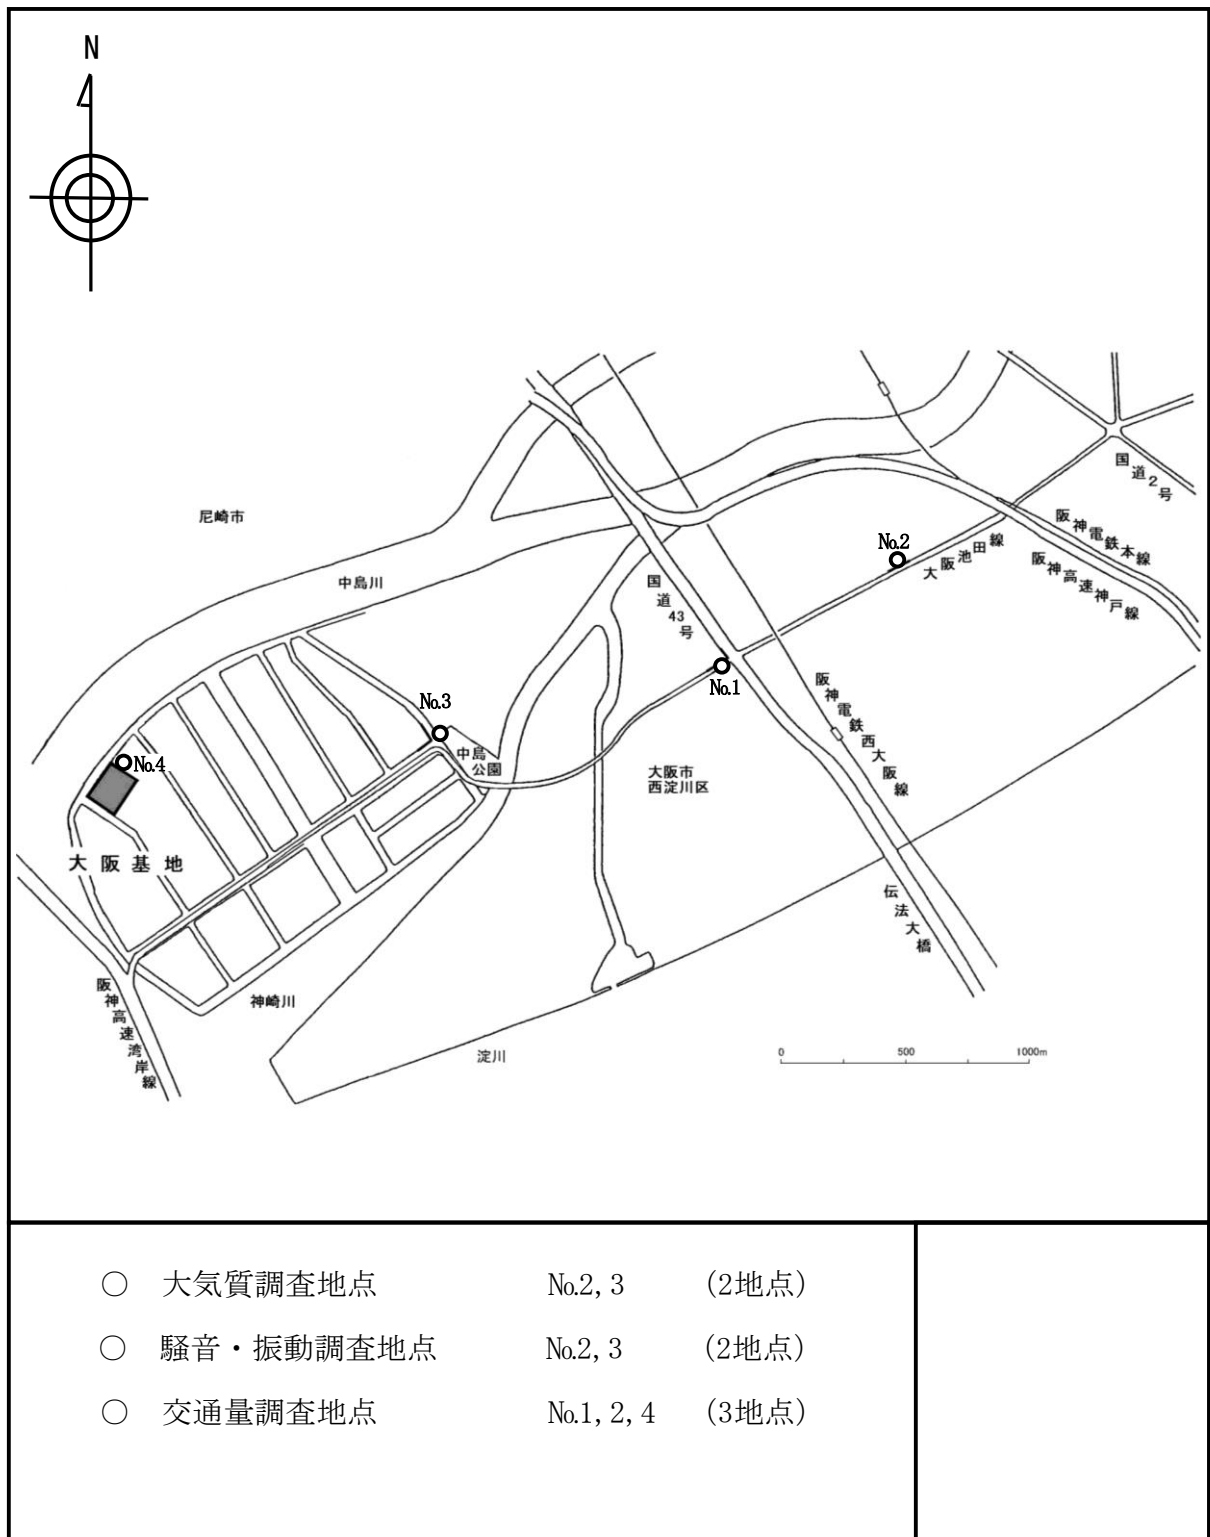 N
尼崎市
中島川
国道2号
阪神電鉄本線
No.2
大阪池田線
阪神高速神戸線
国道43号
No.1
阪神電鉄西大阪線
No.3
中島
公園
No.4
大阪市
西淀川区
大阪基地
伝法大橋
阪神高速湾岸線
神崎川
淀川
0 500 1000m
○ 大気質調査地点 No.2, 3 (2地点)
○ 騒音・振動調査地点 No.2, 3 (2地点)
○ 交通量調査地点 No.1, 2, 4 (3地点)